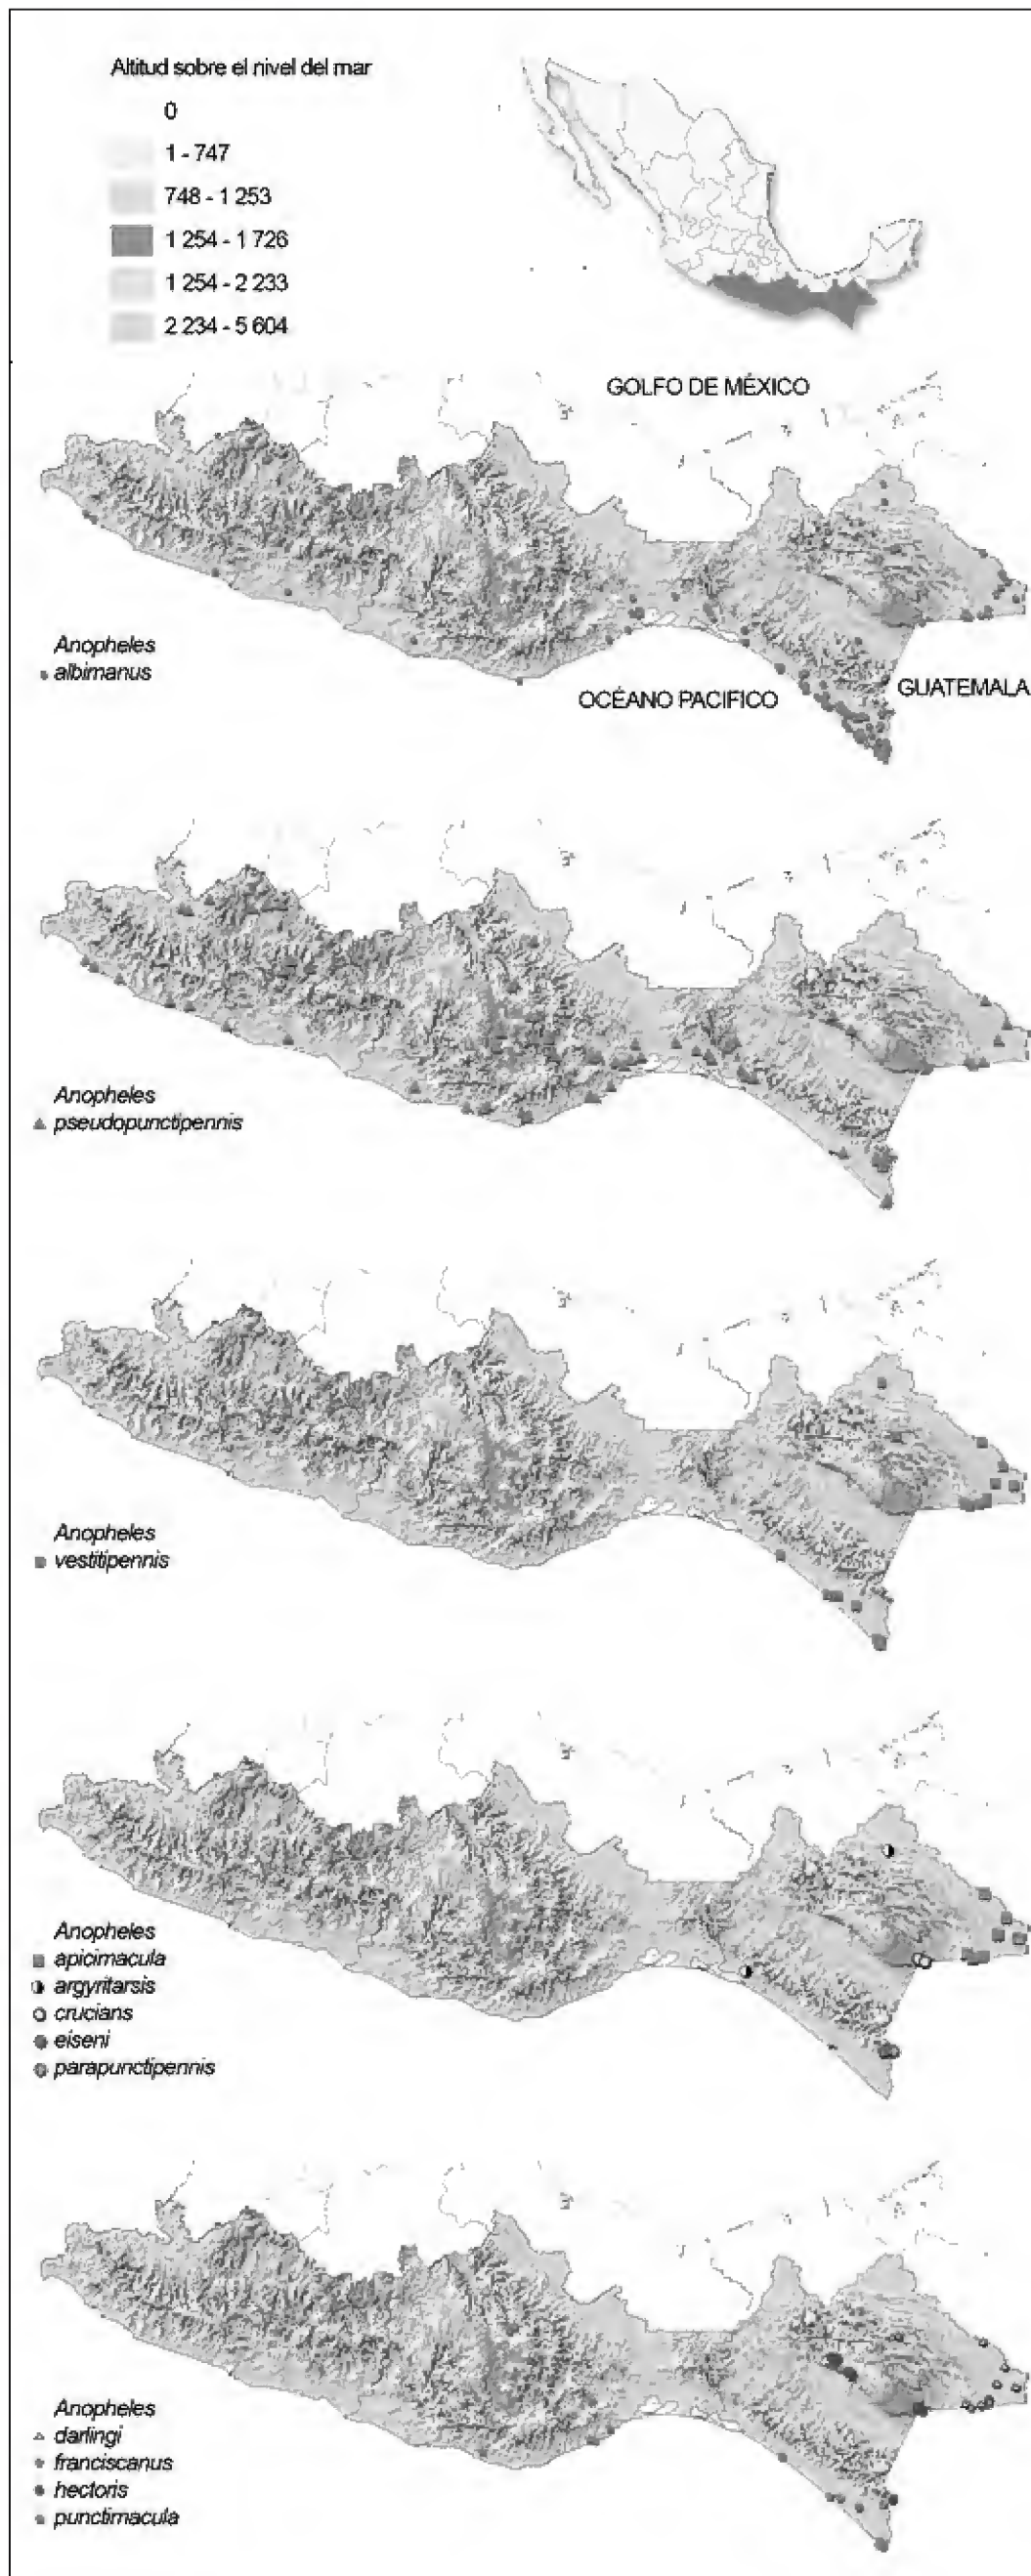 Altitud sobre el nivel del mar
0
1 - 747
748 - 1 253
1 254 - 1 726
1 254 - 2 233
2 234 - 5 604
GOLFO DE MÉXICO
Anopheles
albimanus
OCÉANO PACIFICO
GUATEMALA
Anopheles
pseudopunctipennis
Anopheles
vestitipennis
Anopheles
apicimacula
argyritarsis
crucians
eiseni
parapunctipennis
Anopheles
darlingi
franciscanus
hectoris
punctimacula